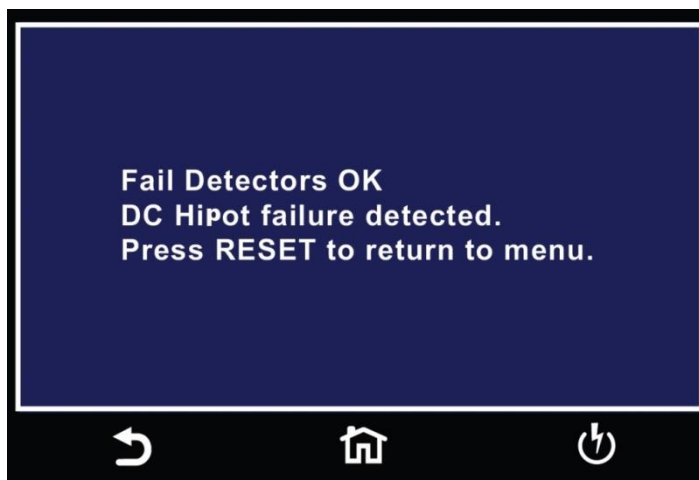 Fail Detectors OK
DC Hipot failure detected.
Press RESET to return to menu.